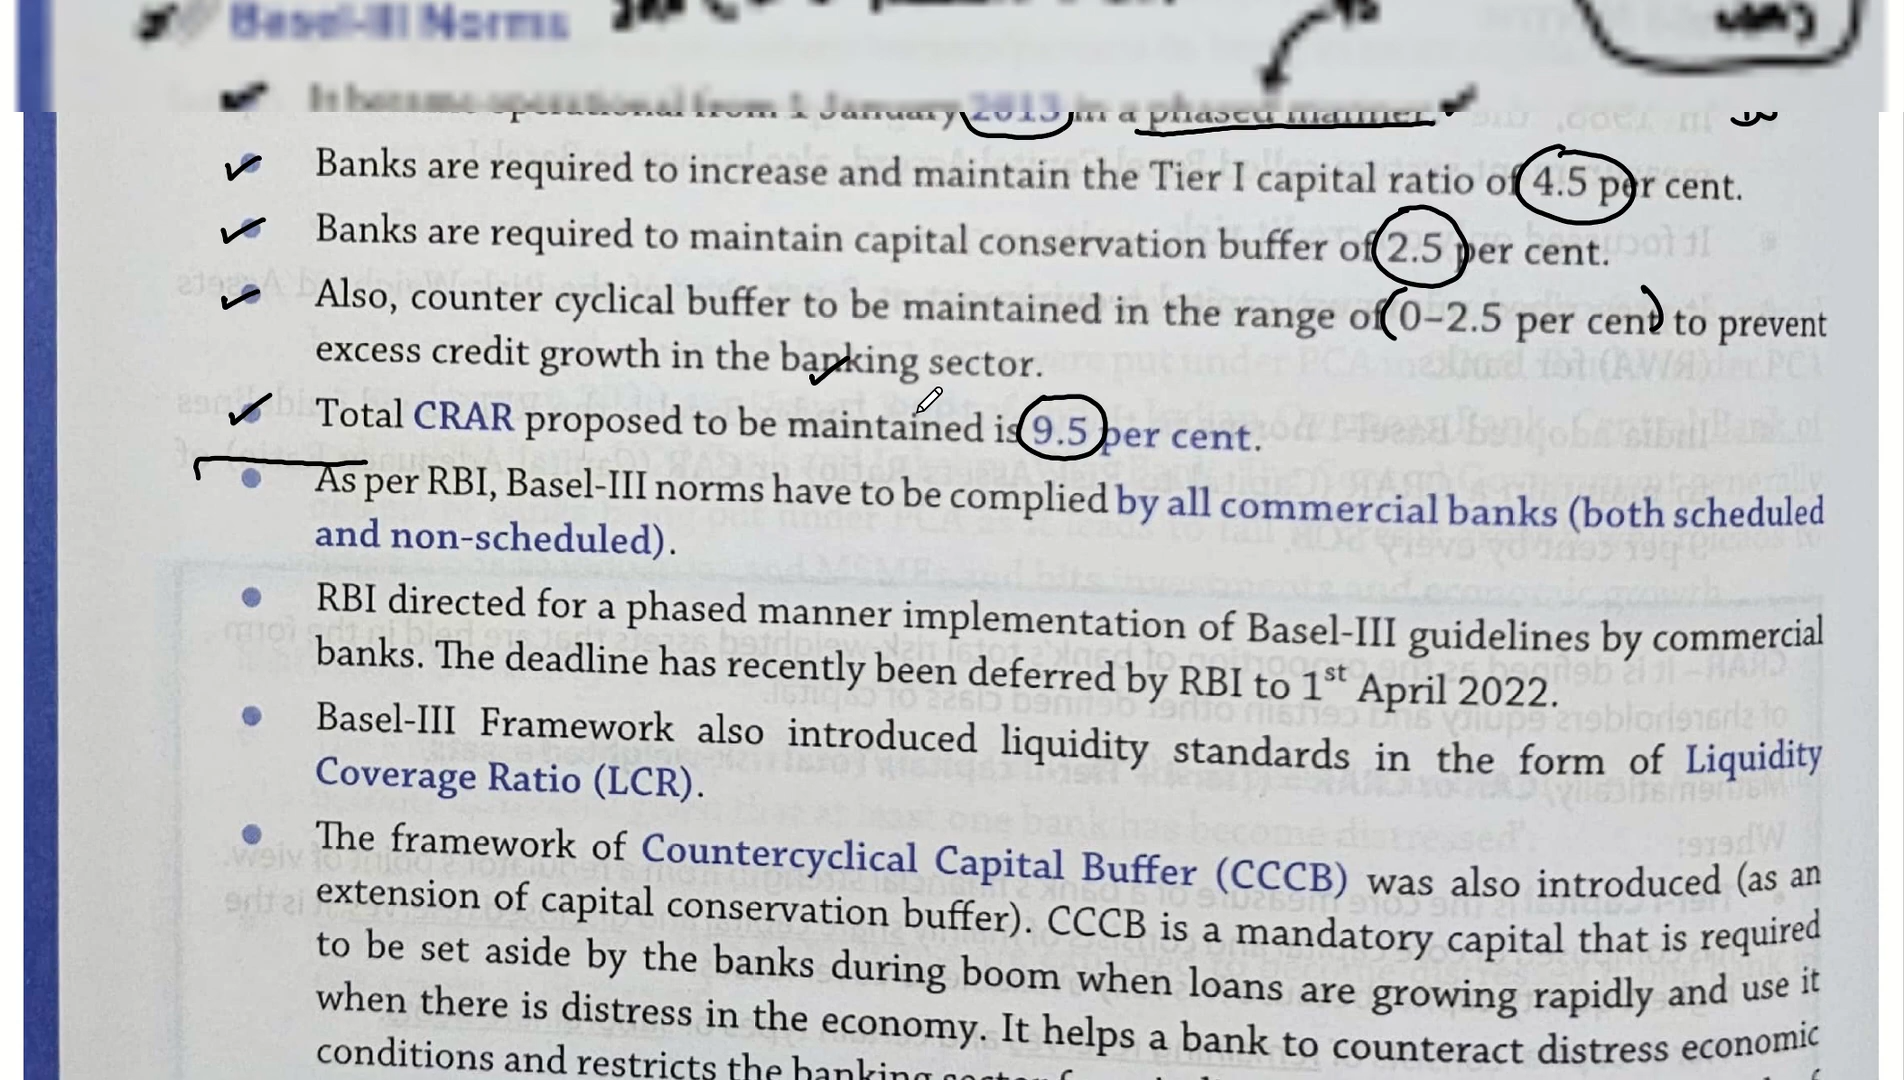 Basel-III Norms
It became operational from 1 January 2013 in a phased manner.
Banks are required to increase and maintain the Tier I capital ratio of 4.5 per cent.
Banks are required to maintain capital conservation buffer of 2.5 per cent.
Also, counter cyclical buffer to be maintained in the range of 0–2.5 per cent to prevent
excess credit growth in the banking sector.
Total CRAR proposed to be maintained is 9.5 per cent.
As per RBI, Basel-III norms have to be complied by all commercial banks (both scheduled
and non-scheduled).
RBI directed for a phased manner implementation of Basel-III guidelines by commercial
banks. The deadline has recently been deferred by RBI to 1st April 2022.
Basel-III Framework also introduced liquidity standards in the form of Liquidity
Coverage Ratio (LCR).
The framework of Countercyclical Capital Buffer (CCCB) was also introduced (as an
extension of capital conservation buffer). CCCB is a mandatory capital that is required
to be set aside by the banks during boom when loans are growing rapidly and use it
when there is distress in the economy. It helps a bank to counteract distress economic
conditions and restricts the banking